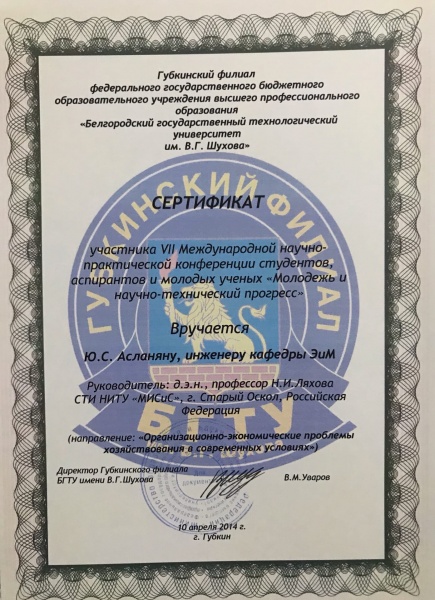 Губкинский филиал
федерального государственного бюджетного
образовательного учреждения высшего профессионального
образования
«Белгородский государственный технологический
университет
им. В.Г. Шухова»
ГУБКИНСКИЙ ФИЛИАЛ
СЕРТИФИКАТ
участника VII Международной научно-
практической конференции студентов,
аспирантов и молодых ученых «Молодежь и
научно-технический прогресс»
Вручается
Ю.С. Асланяну, инженеру кафедры ЭиМ
Руководитель: д.э.н., профессор Н.И.Ляхова
СТИ НИТУ «МИСиС», г. Старый Оскол, Российская
Федерация
БГТУ
(направление: «Организационно-экономические проблемы
хозяйствования в современных условиях»)
Директор Губкинского филиала
БГТУ имени В.Г.Шухова
В.М.Уваров
10 апреля 2014 г.
г. Губкин